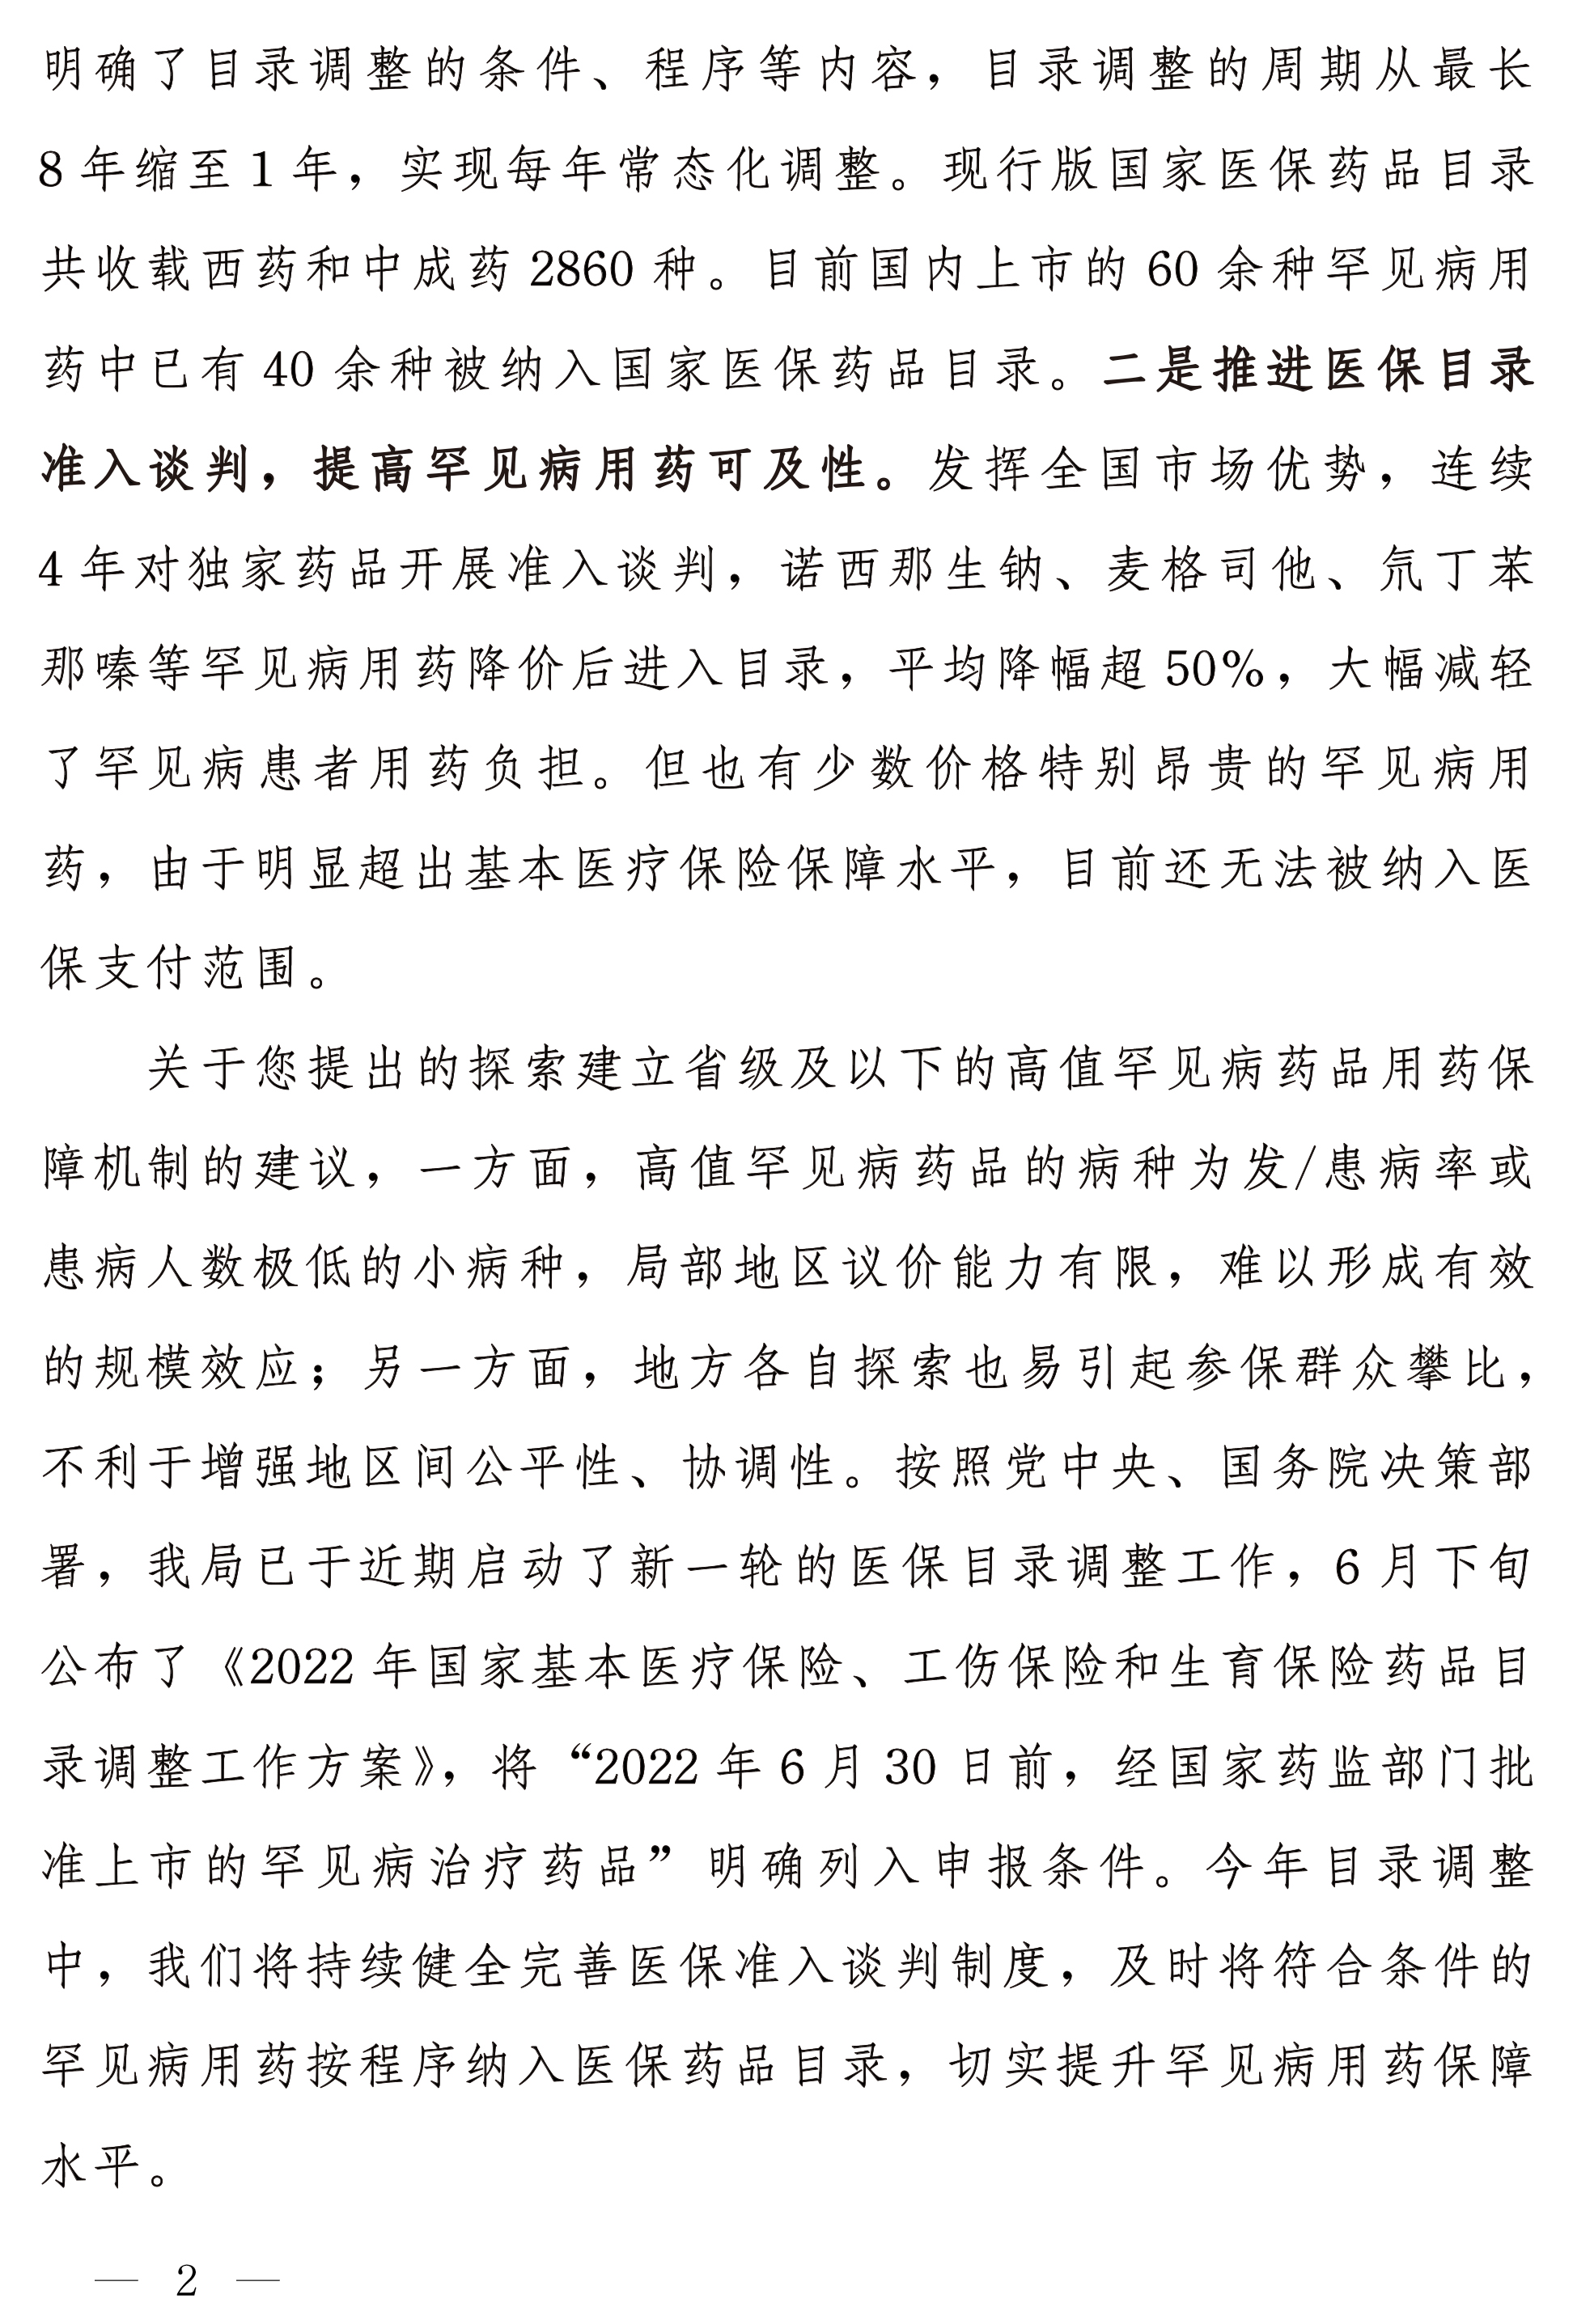 明确了目录调整的条件、程序等内容，目录调整的周期从最长
8年缩至1年，实现每年常态化调整。现行版国家医保药品目录
共收载西药和中成药2860种。目前国内上市的60余种罕见病用
药中已有40余种被纳入国家医保药品目录。二是推进医保目录
准入谈判，提高罕见病用药可及性。发挥全国市场优势，连续
4年对独家药品开展准入谈判，诺西那生钠、麦格司他、氘丁苯
那嗪等罕见病用药降价后进入目录，平均降幅超50%，大幅减轻
了罕见病患者用药负担。但也有少数价格特别昂贵的罕见病用
药，由于明显超出基本医疗保险保障水平，目前还无法被纳入医
保支付范围。
关于您提出的探索建立省级及以下的高值罕见病药品用药保
障机制的建议，一方面，高值罕见病药品的病种为发/患病率或
患病人数极低的小病种，局部地区议价能力有限，难以形成有效
的规模效应；另一方面，地方各自探索也易引起参保群众攀比，
不利于增强地区间公平性、协调性。按照党中央、国务院决策部
署，我局已于近期启动了新一轮的医保目录调整工作，6月下旬
公布了《2022年国家基本医疗保险、工伤保险和生育保险药品目
录调整工作方案》，将“2022年6月30日前，经国家药监部门批
准上市的罕见病治疗药品”明确列入申报条件。今年目录调整
中，我们将持续健全完善医保准入谈判制度，及时将符合条件的
罕见病用药按程序纳入医保药品目录，切实提升罕见病用药保障
水平。
— 2 —